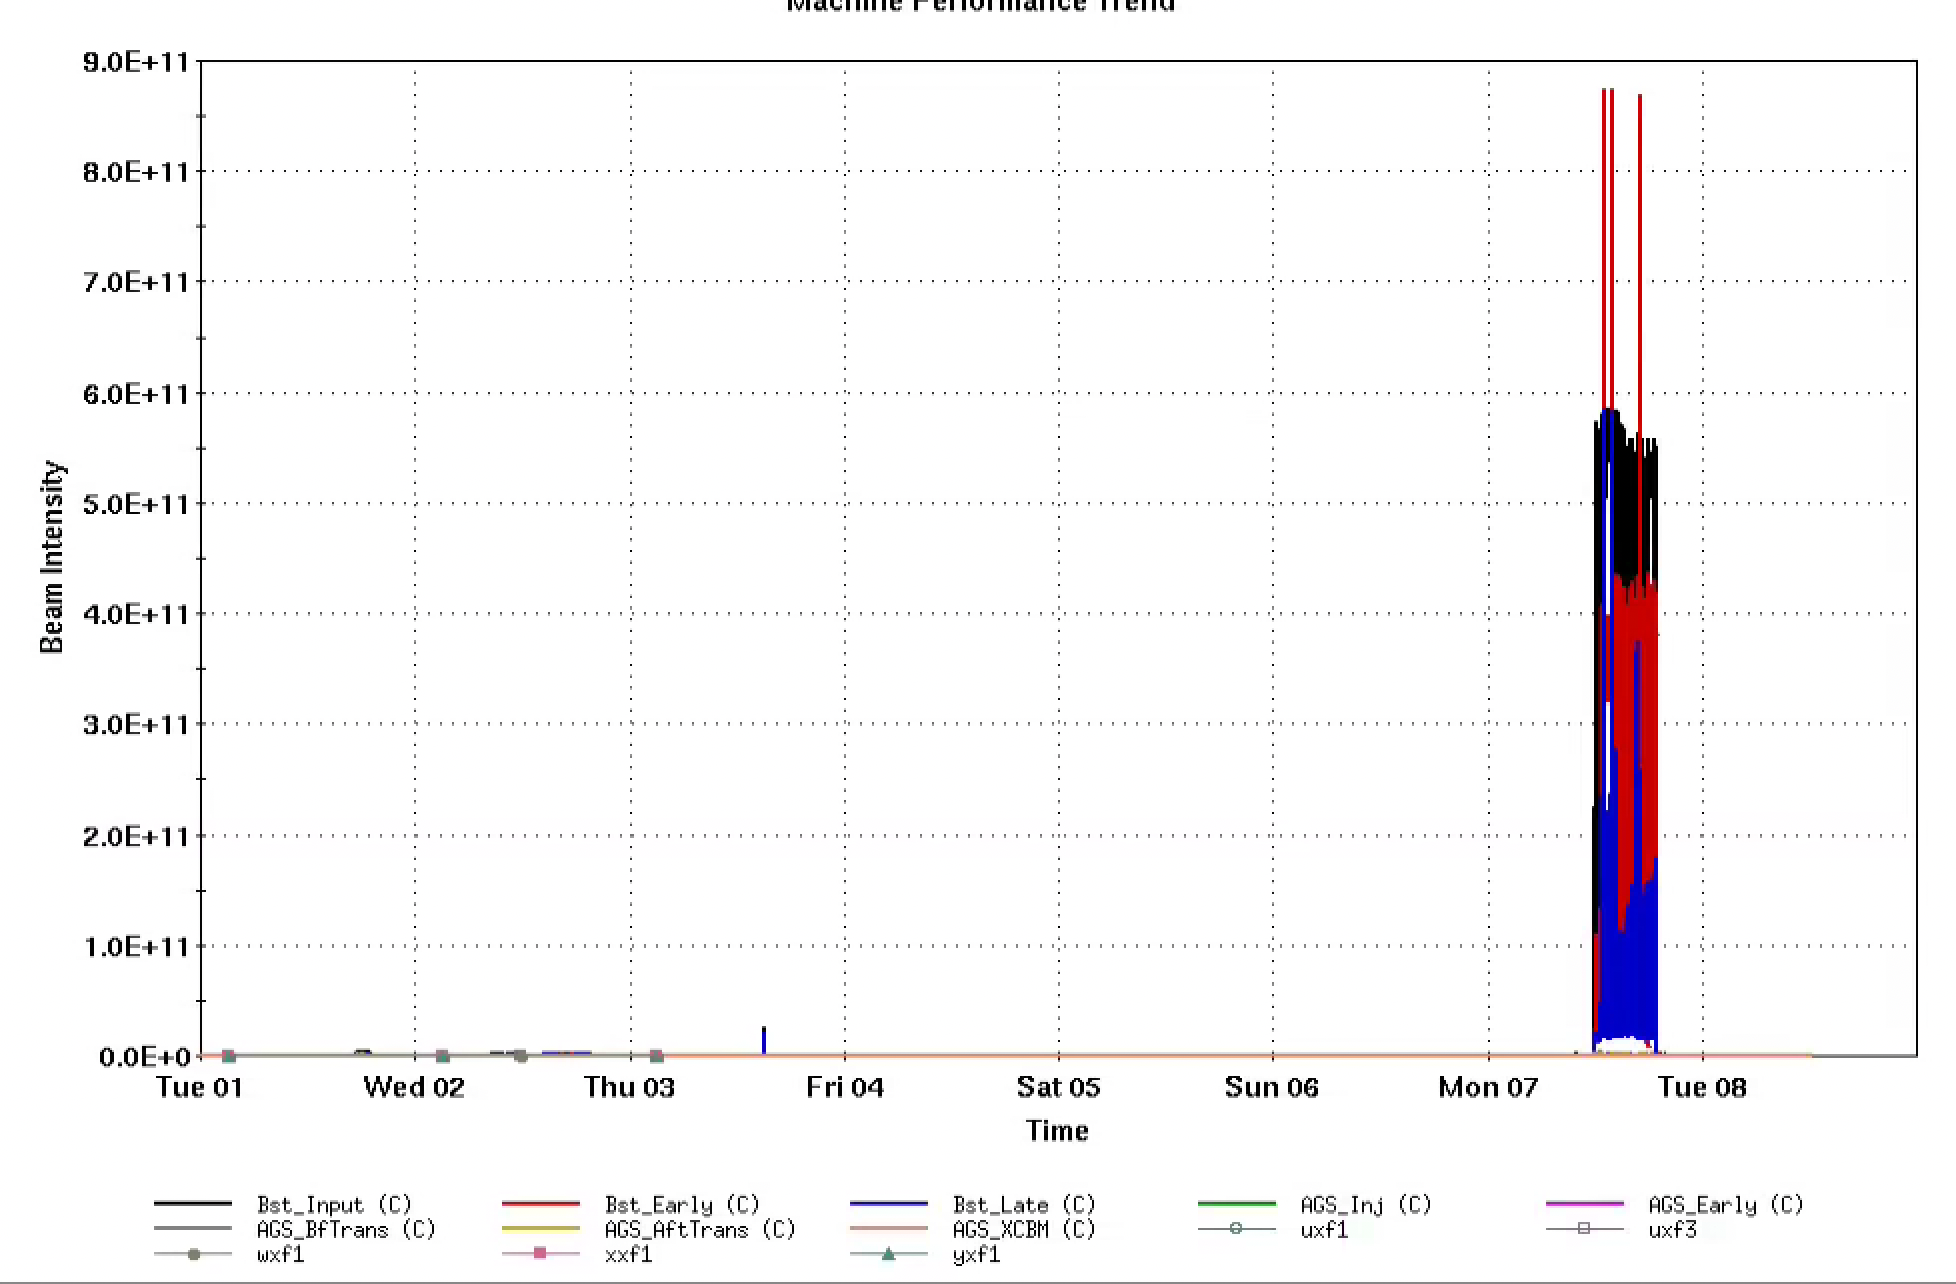 Machine Performance Trend
9.0E+11
8.0E+11
7.0E+11
6.0E+11
5.0E+11
4.0E+11
3.0E+11
2.0E+11
1.0E+11
0.0E+0
Beam Intensity
Tue 01 Wed 02 Thu 03 Fri 04 Sat 05 Sun 06 Mon 07 Tue 08
Time
Bst_Input (C) Bst_Early (C) Bst_Late (C) AGS_Inj (C) AGS_Early (C)
AGS_BfTrans (C) AGS_AftTrans (C) AGS_XCBM (C) uxf1 uxf3
wxf1 xxf1 yxf1